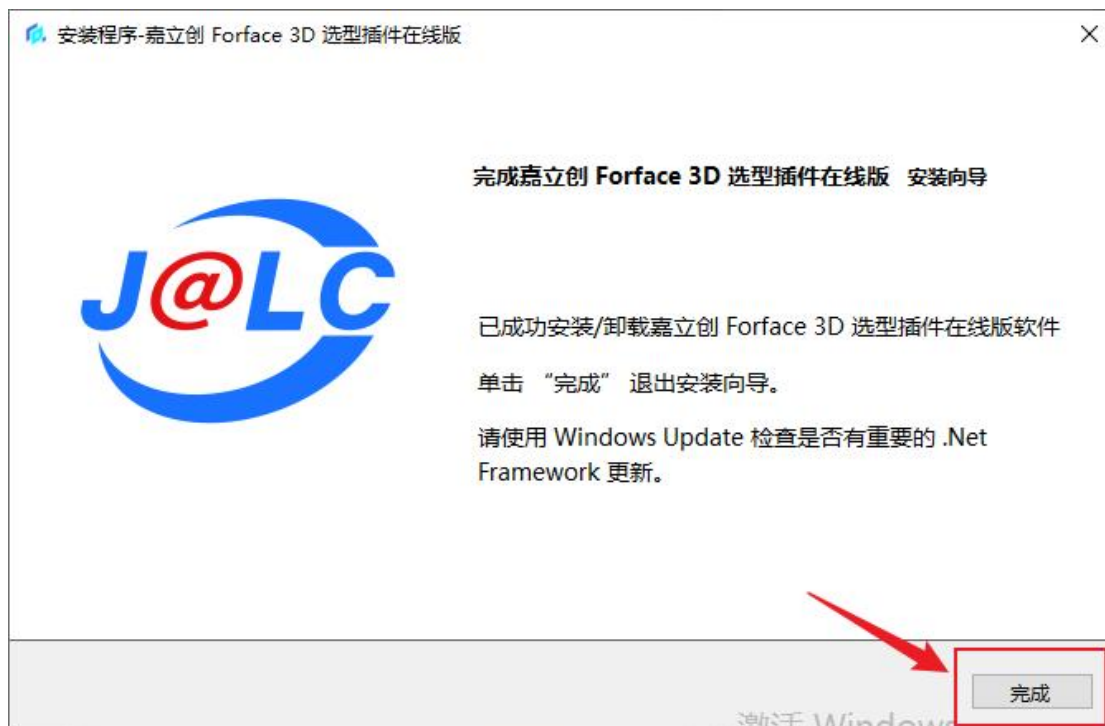 安装程序-嘉立创 Forface 3D 选型插件在线版
完成嘉立创 Forface 3D 选型插件在线版 安装向导
J@LC
已成功安装/卸载嘉立创 Forface 3D 选型插件在线版软件
单击 “完成” 退出安装向导。
请使用 Windows Update 检查是否有重要的 .Net
Framework 更新。
完成
激活 Windows